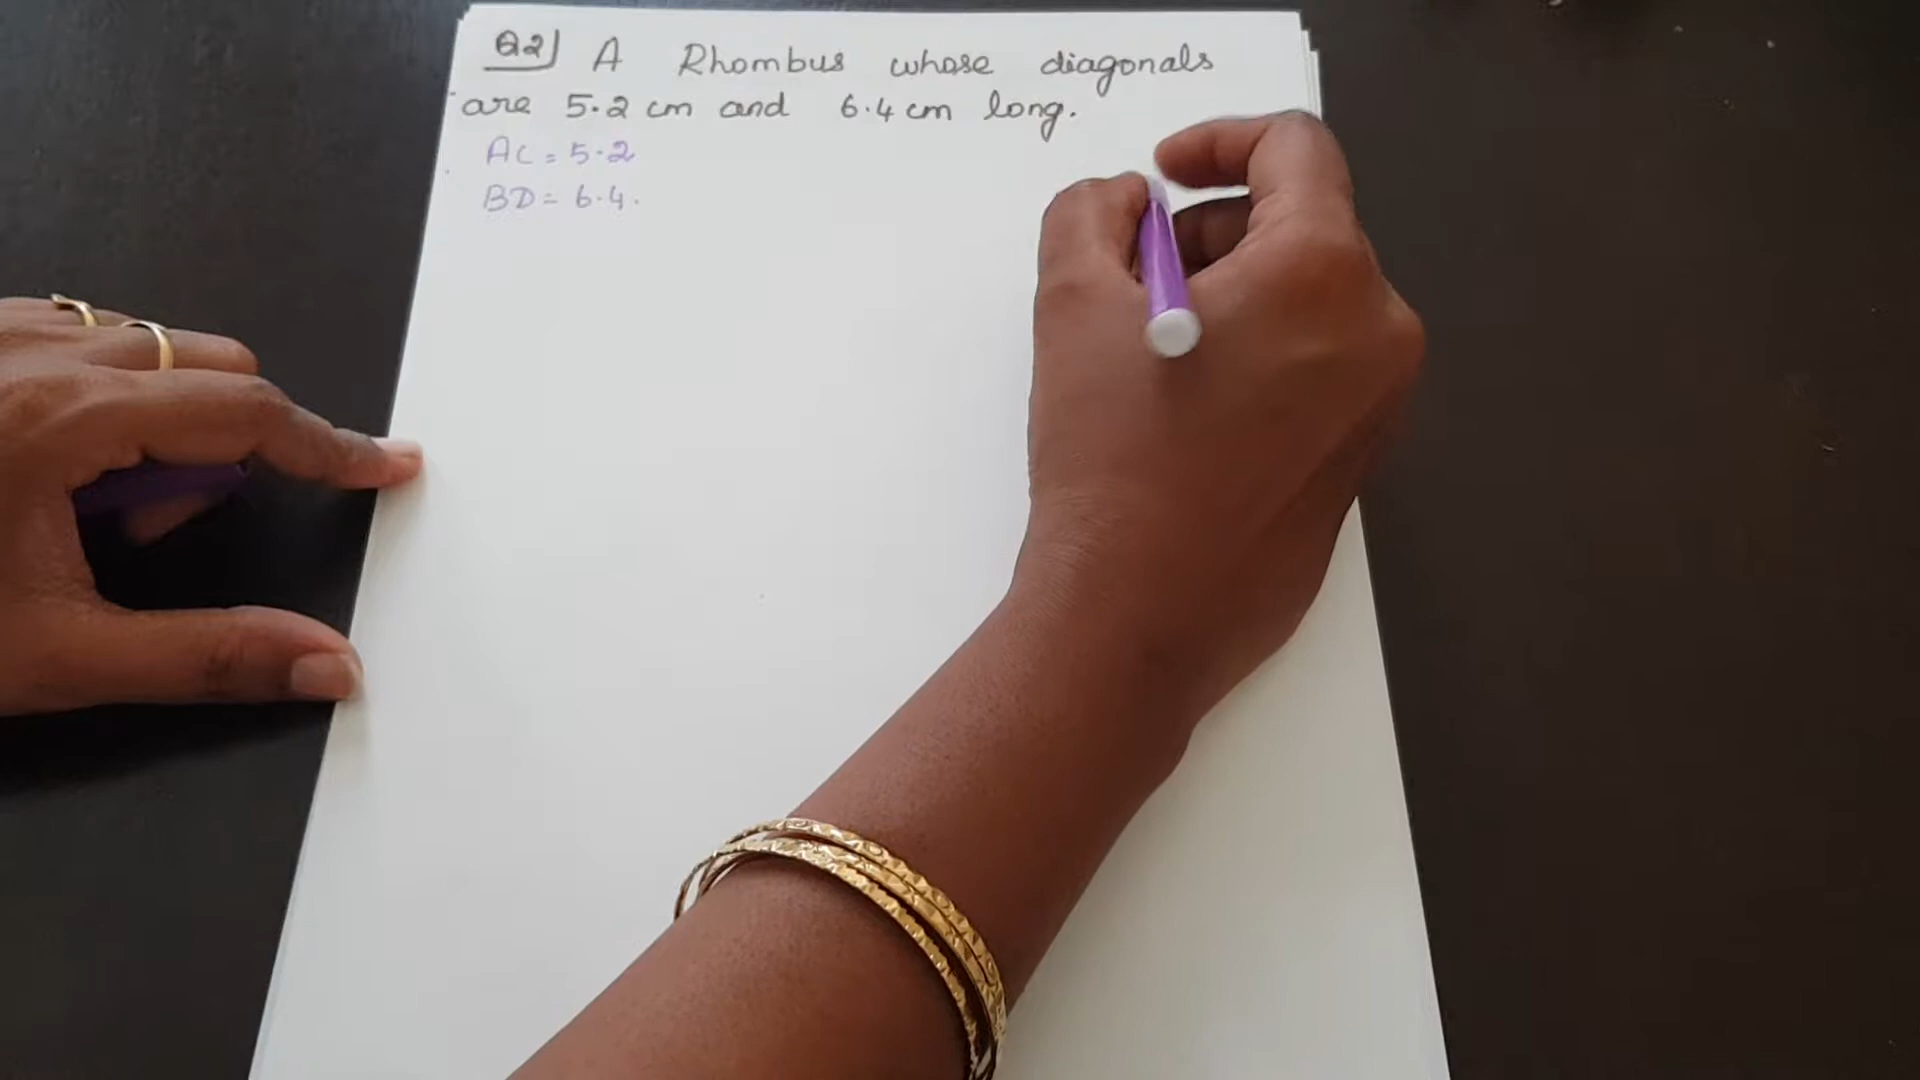 Q2) A Rhombus whose diagonals
are 5.2 cm and 6.4 cm long.
AC = 5.2
BD = 6.4.